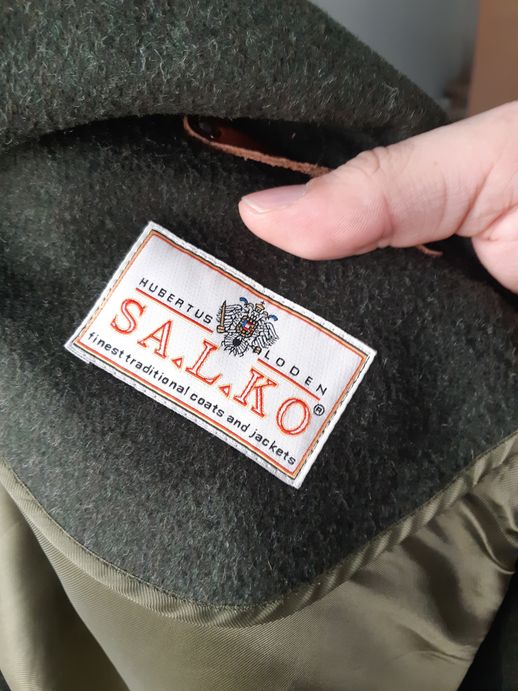 HUBERTUS LODEN
SA.L.KO®
finest traditional coats and jackets